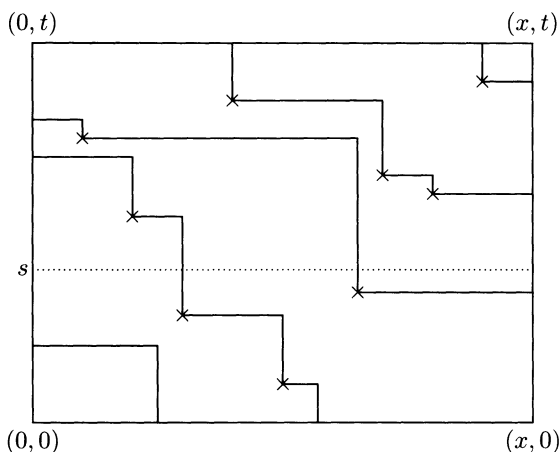 (0, t) (x, t)
s
(0, 0) (x, 0)